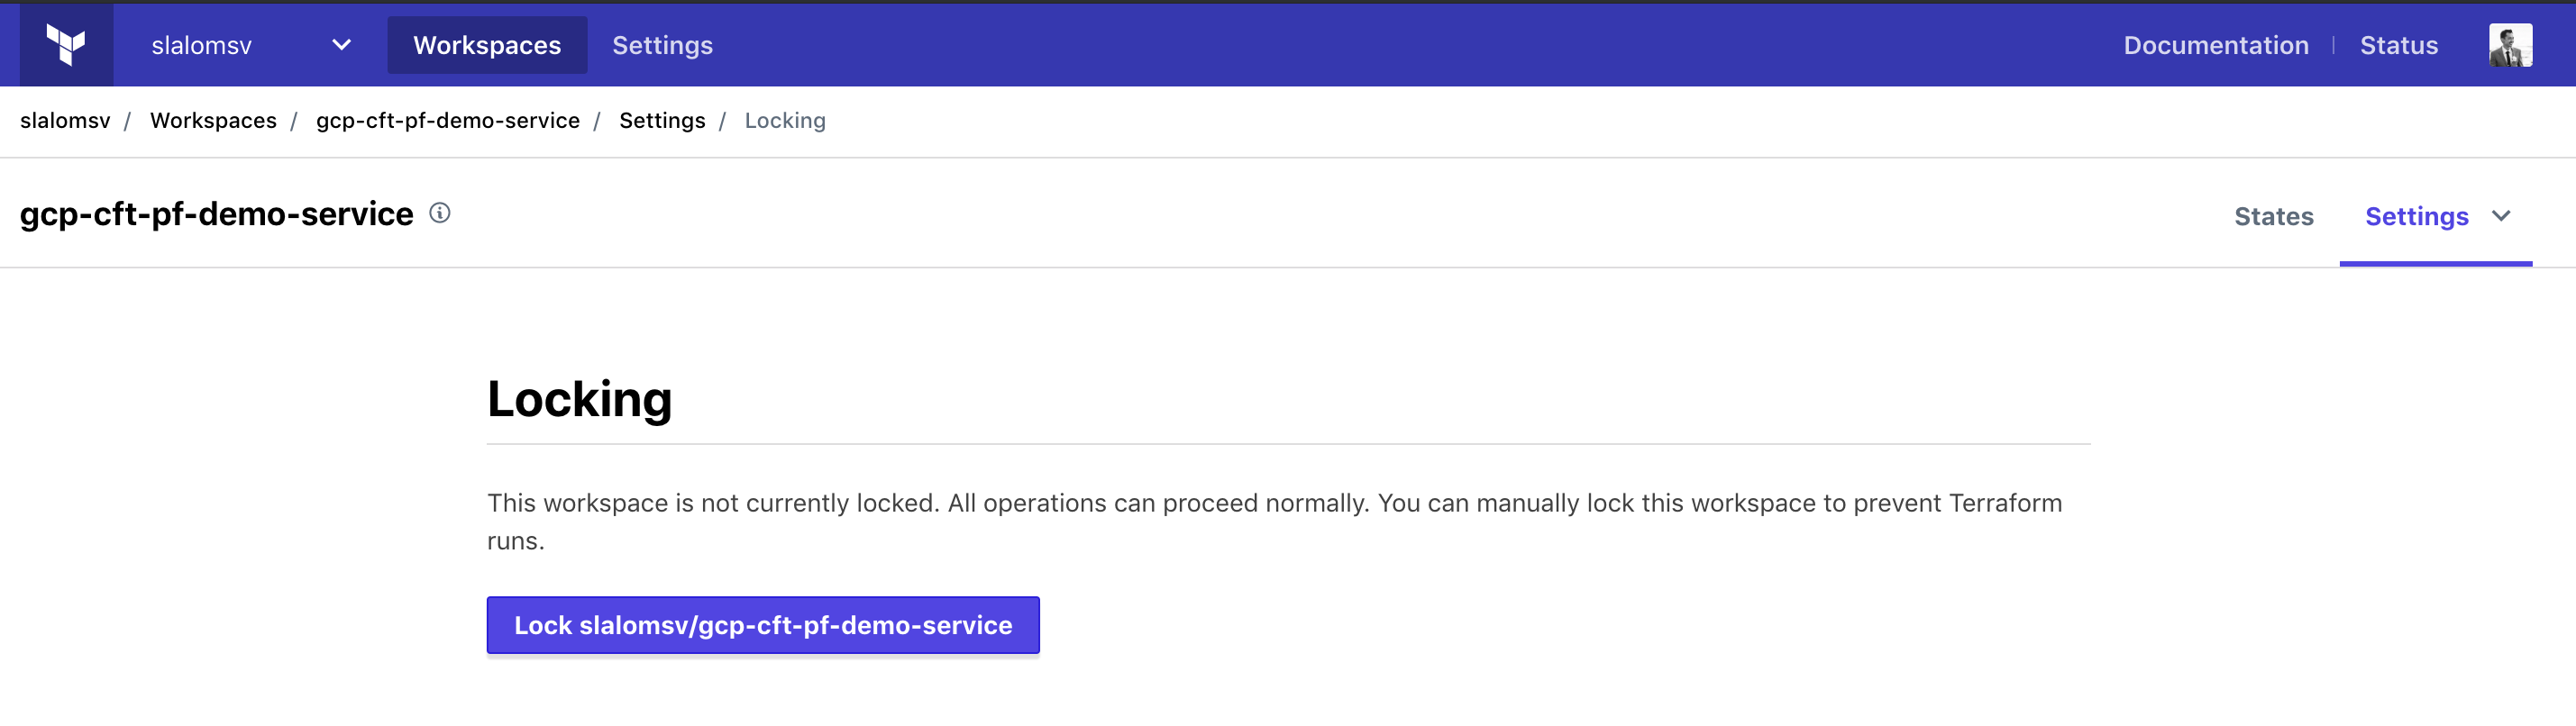 slalomsv Workspaces Settings Documentation | Status
slalomsv / Workspaces / gcp-cft-pf-demo-service / Settings / Locking
gcp-cft-pf-demo-service States Settings
Locking
This workspace is not currently locked. All operations can proceed normally. You can manually lock this workspace to prevent Terraform
runs.
Lock slalomsv/gcp-cft-pf-demo-service